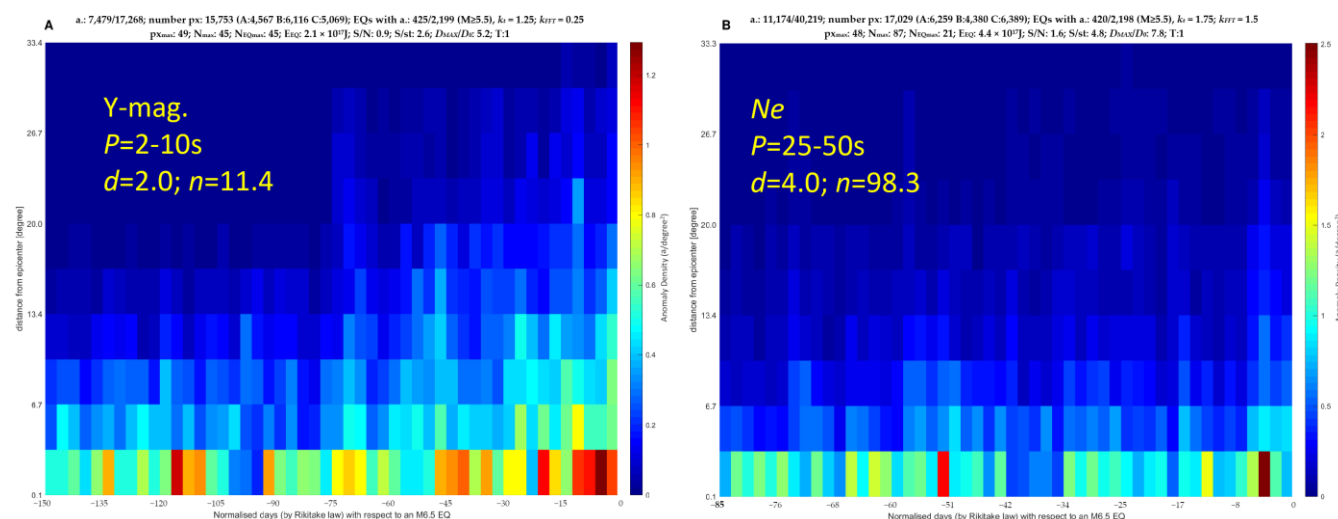 A
a.: 7,479/17,268; number px: 15,753 (A:4,567 B:6,116 C:5,069); EQs with a.: 425/2,199 (M≥5.5), kt = 1.25; kFFT = 0.25
pxmax: 49; Nmax: 45; NEQmax: 45; EEQ: 2.1 × 10¹⁷J; S/N: 0.9; S/st: 2.6; DMAX/D0: 5.2; T:1
33.4
26.7
20.0
13.4
6.7
0.1
distance from epicenter [degree]
Y-mag.
P=2-10s
d=2.0; n=11.4
−150
−135
−120
−109
−90
−75
−60
−45
−30
−15
0
Normalised days (by Rikitake law) with respect to an M6.5 EQ
1.2
1
0.8
0.6
0.4
0.2
0
Anomaly Density (a/degree²)
B
a.: 11,174/40,219; number px: 17,029 (A:6,259 B:4,380 C:6,389); EQs with a.: 420/2,198 (M≥5.5), kt = 1.75; kFFT = 1.5
pxmax: 48; Nmax: 87; NEQmax: 21; EEQ: 4.4 × 10¹⁷J; S/N: 1.6; S/st: 4.8; DMAX/D0: 7.8; T:1
33.3
26.7
20.0
13.4
6.7
0.1
distance from epicenter [degree]
Ne
P=25-50s
d=4.0; n=98.3
−85
−76
−68
−59
−51
−42
−34
−25
−17
−8
0
Normalised days (by Rikitake law) with respect to an M6.5 EQ
2.5
2
1.5
1
0.5
0